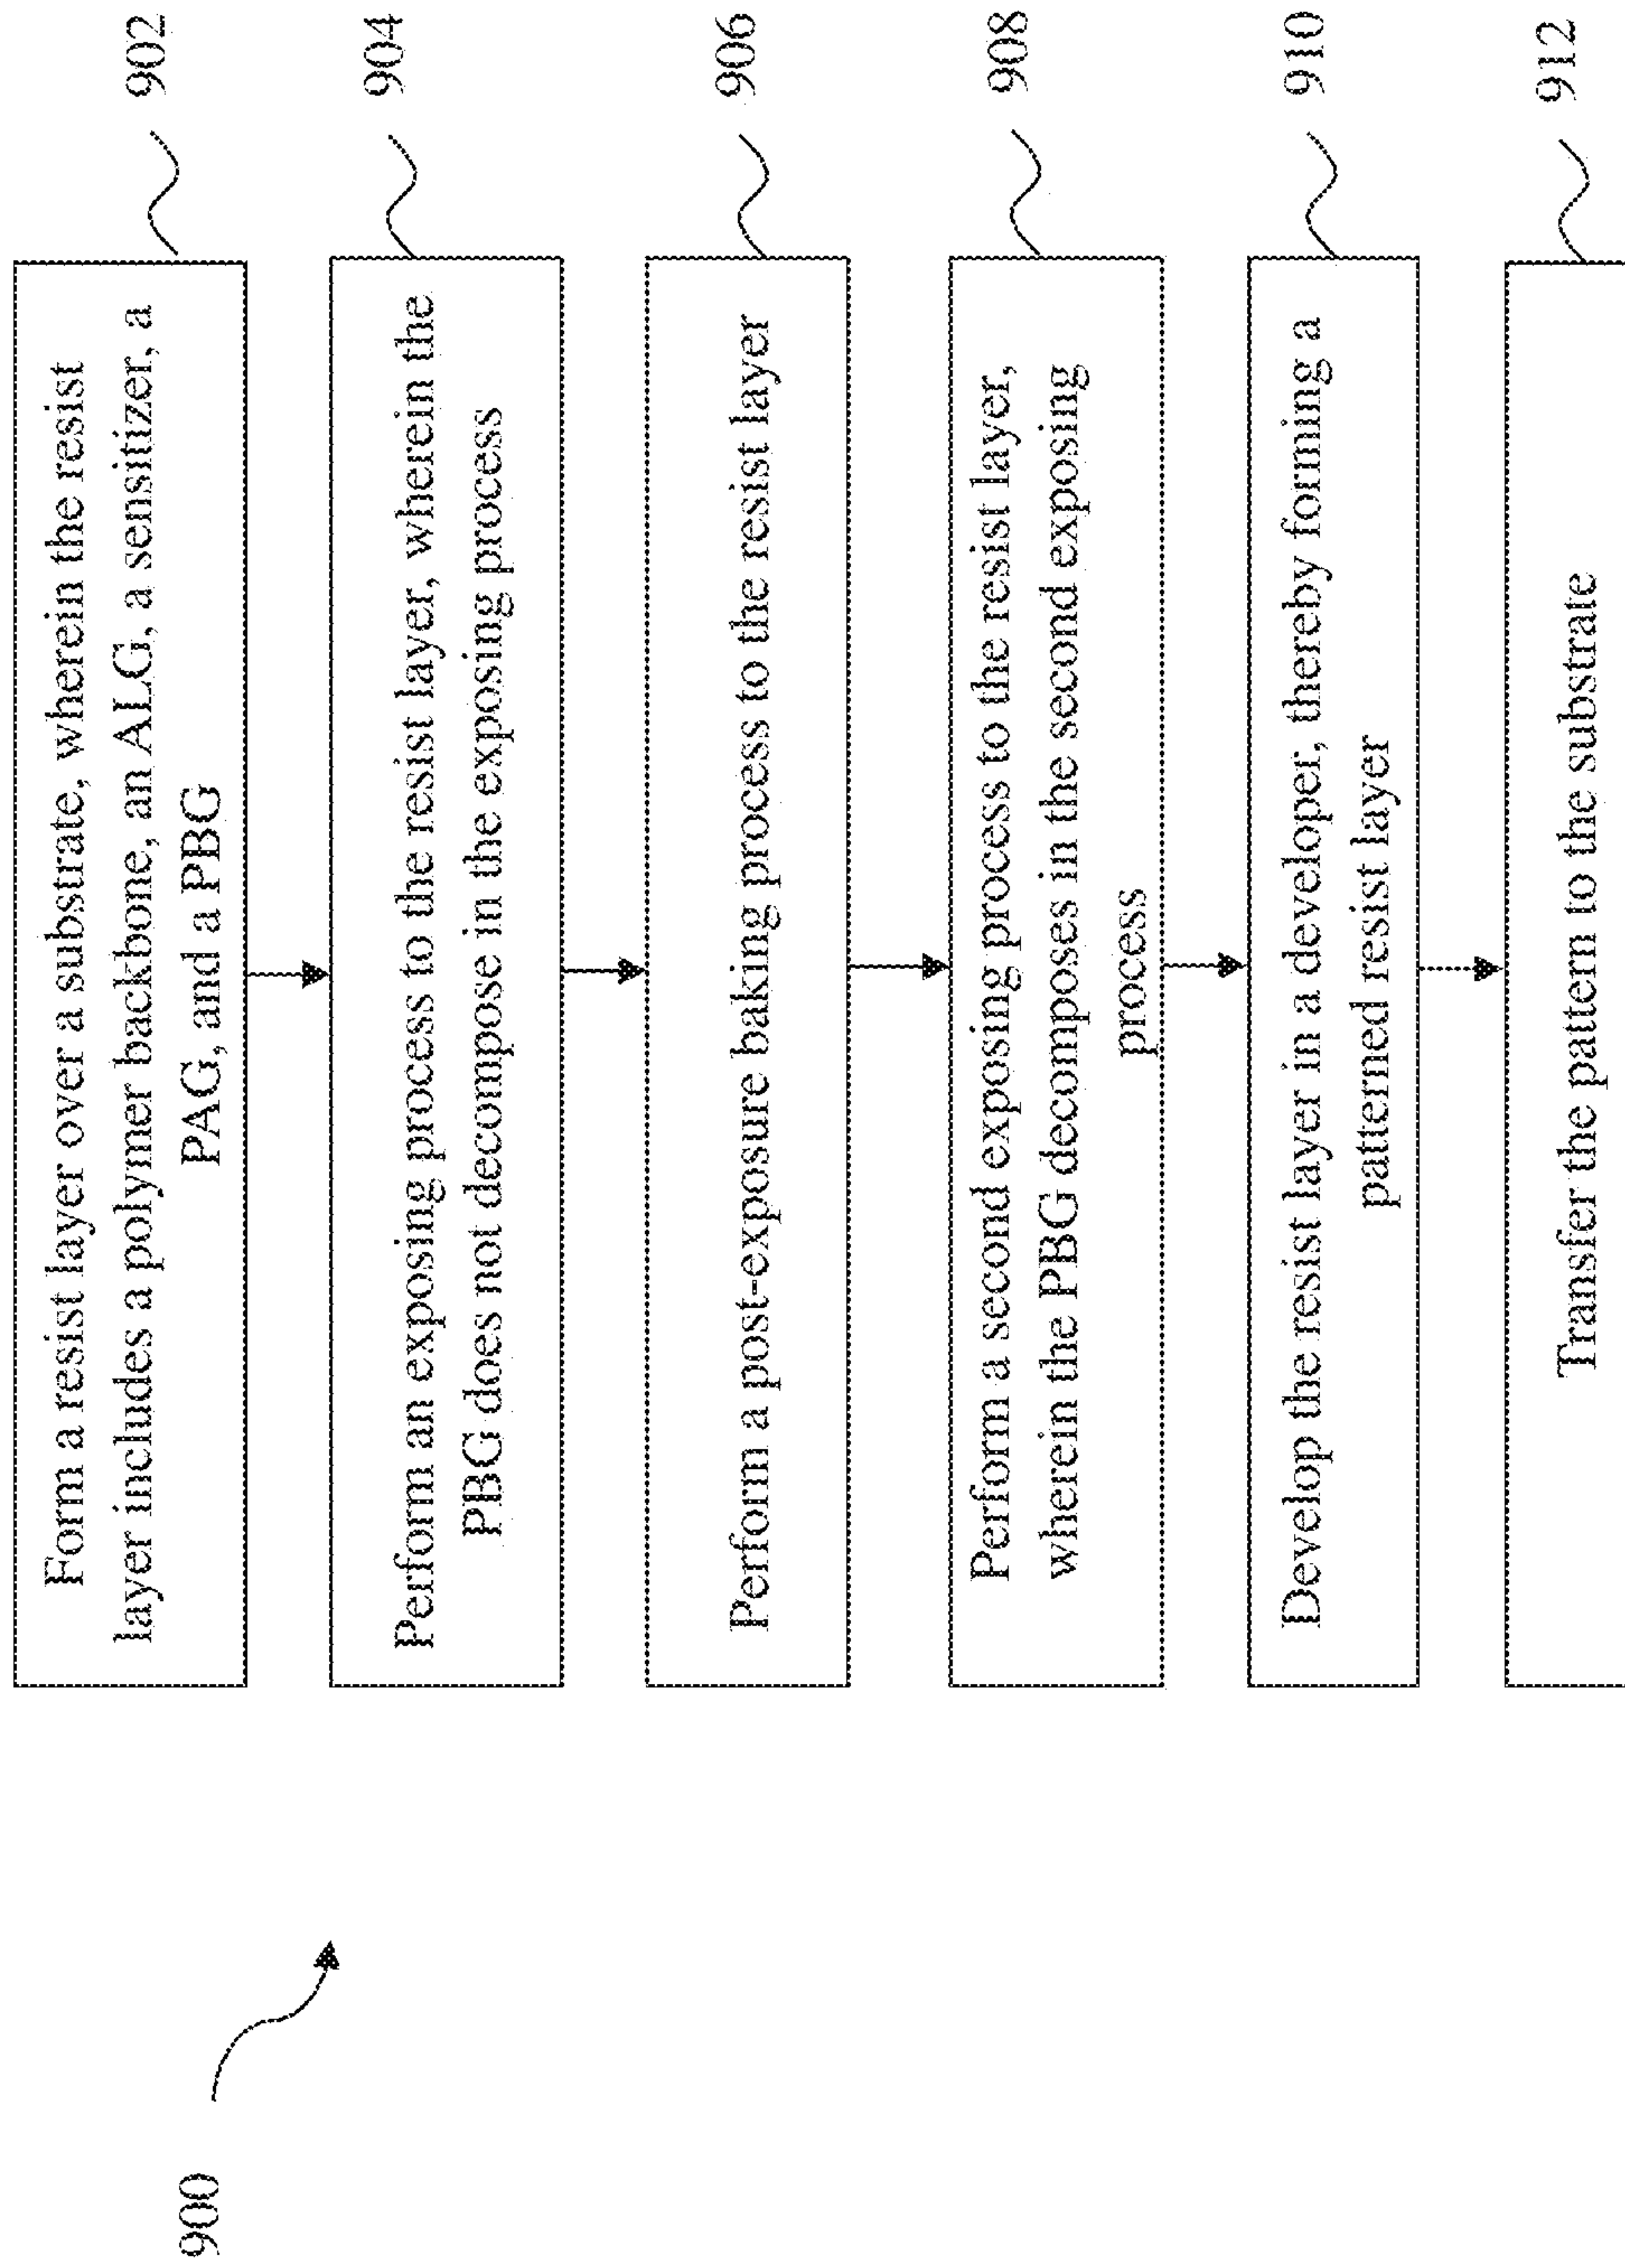 900
Form a resist layer over a substrate, wherein the resist
layer includes a polymer backbone, an ALG, a sensitizer, a
PAG, and a PBG
902
Perform an exposing process to the resist layer, wherein the
PBG does not decompose in the exposing process
904
Perform a post-exposure baking process to the resist layer
906
Perform a second exposing process to the resist layer,
wherein the PBG decomposes in the second exposing
process
908
Develop the resist layer in a developer, thereby forming a
patterned resist layer
910
Transfer the pattern to the substrate
912